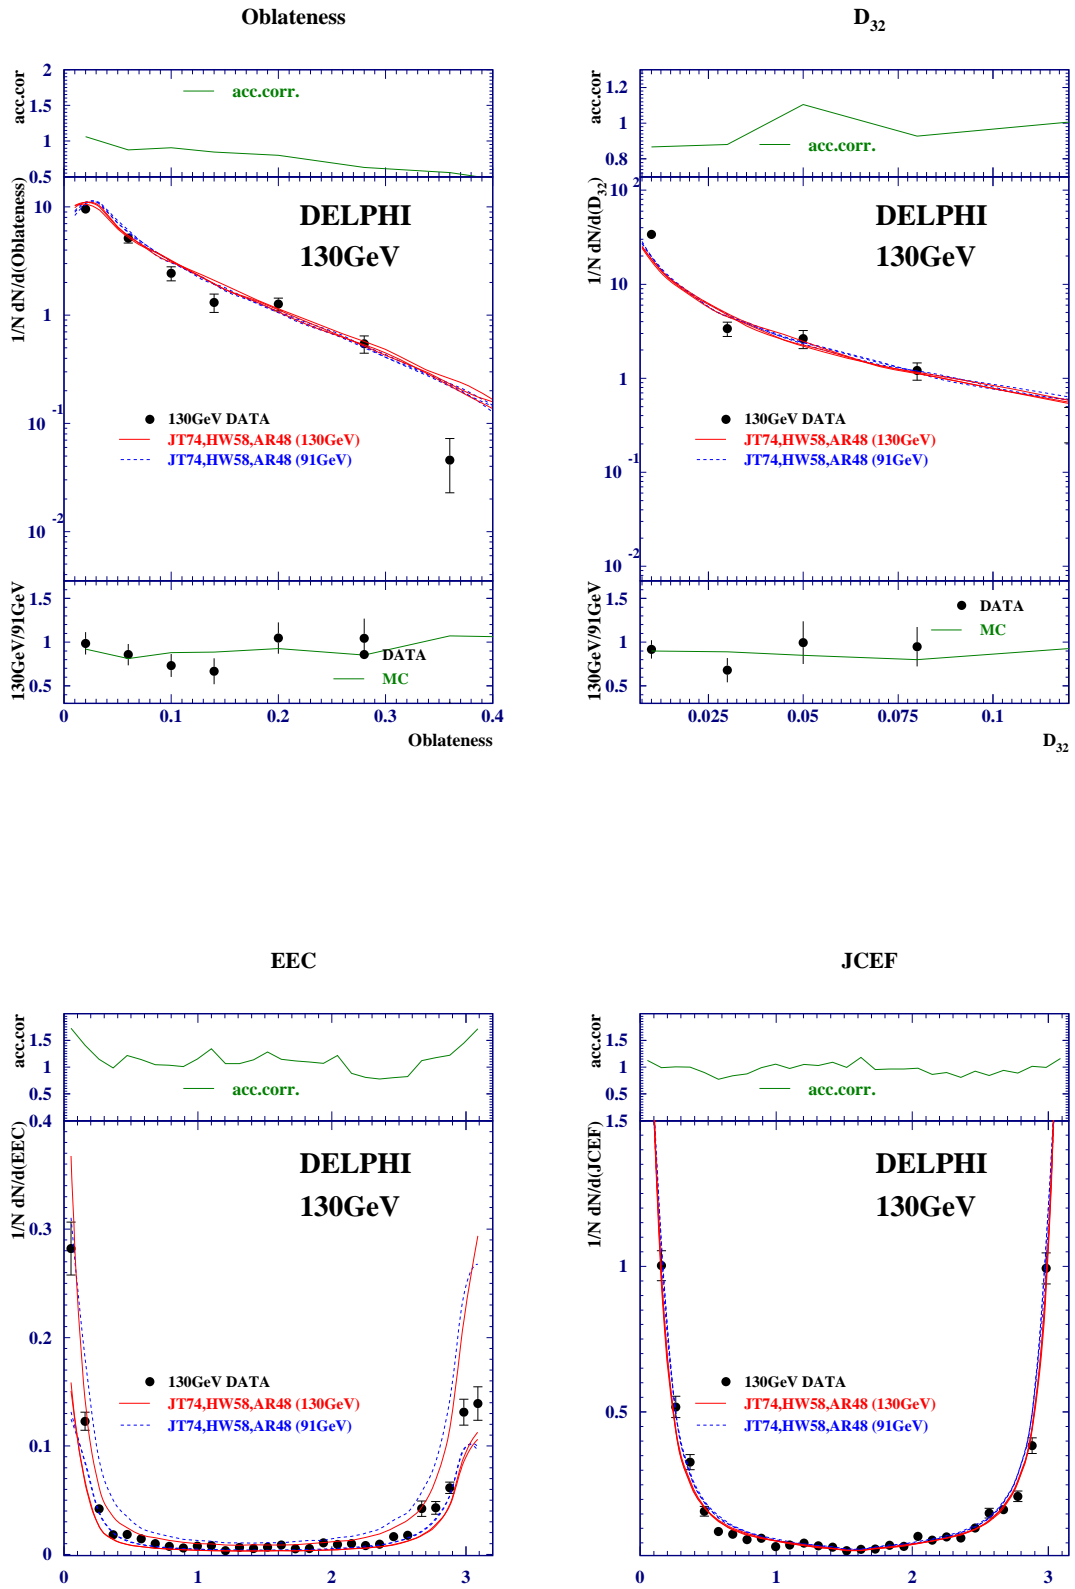 Oblateness
acc.cor
2
1.5
1
0.5
acc.corr.
1/N dN/d(Oblateness)
10
1
10 -1
10 -2
DELPHI
130GeV
130GeV DATA
JT74,HW58,AR48 (130GeV)
JT74,HW58,AR48 (91GeV)
130GeV/91GeV
1.5
1
0.5
DATA
MC
0 0.1 0.2 0.3 0.4
Oblateness
D32
acc.cor
1.2
1
0.8
acc.corr.
1/N dN/d(D32)
10 2
10
1
10 -1
10 -2
DELPHI
130GeV
130GeV DATA
JT74,HW58,AR48 (130GeV)
JT74,HW58,AR48 (91GeV)
130GeV/91GeV
1.5
1
0.5
DATA
MC
0.025 0.05 0.075 0.1
D32
EEC
acc.cor
1.5
1
0.5
acc.corr.
1/N dN/d(EEC)
0.4
0.3
0.2
0.1
0
DELPHI
130GeV
130GeV DATA
JT74,HW58,AR48 (130GeV)
JT74,HW58,AR48 (91GeV)
0 1 2 3
JCEF
acc.cor
1.5
1
0.5
acc.corr.
1/N dN/d(JCEF)
1.5
1
0.5
DELPHI
130GeV
130GeV DATA
JT74,HW58,AR48 (130GeV)
JT74,HW58,AR48 (91GeV)
0 1 2 3